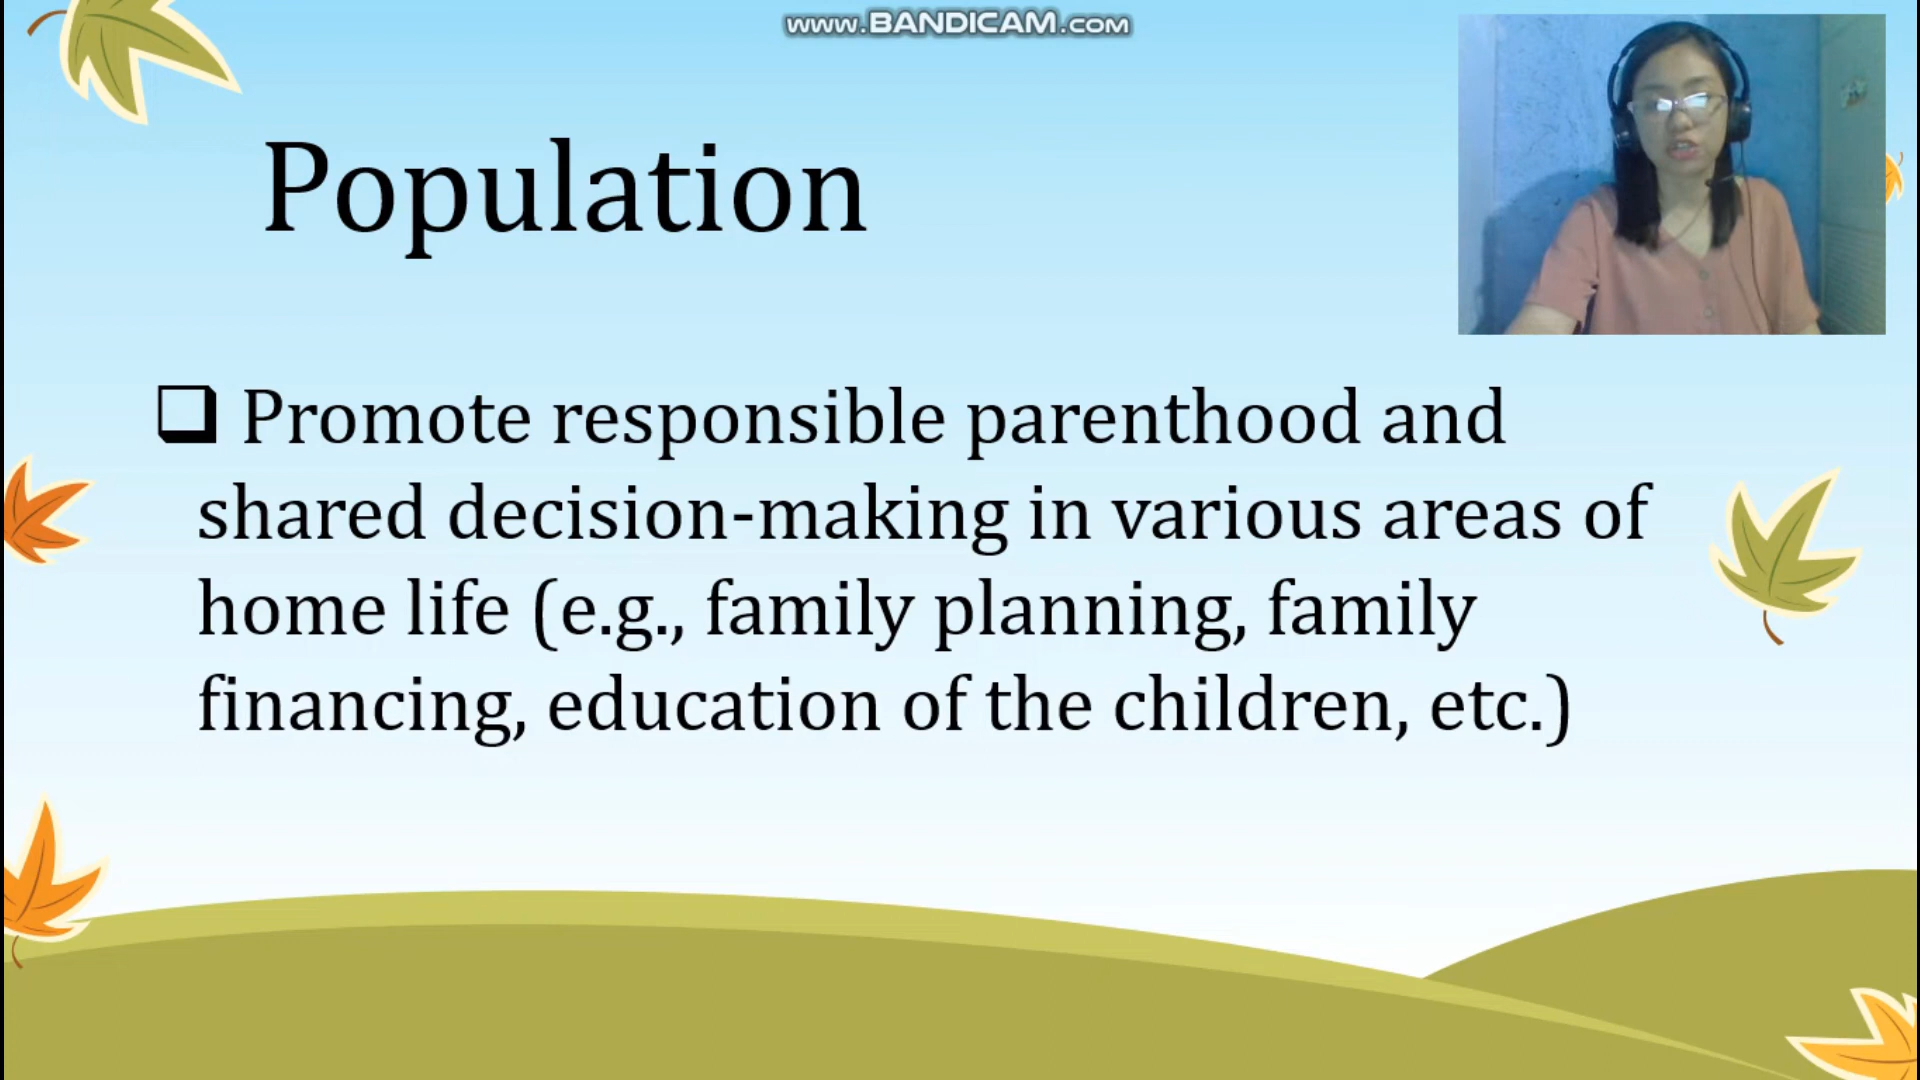 www.BANDICAM.com
Population
❑ Promote responsible parenthood and
shared decision-making in various areas of
home life (e.g., family planning, family
financing, education of the children, etc.)